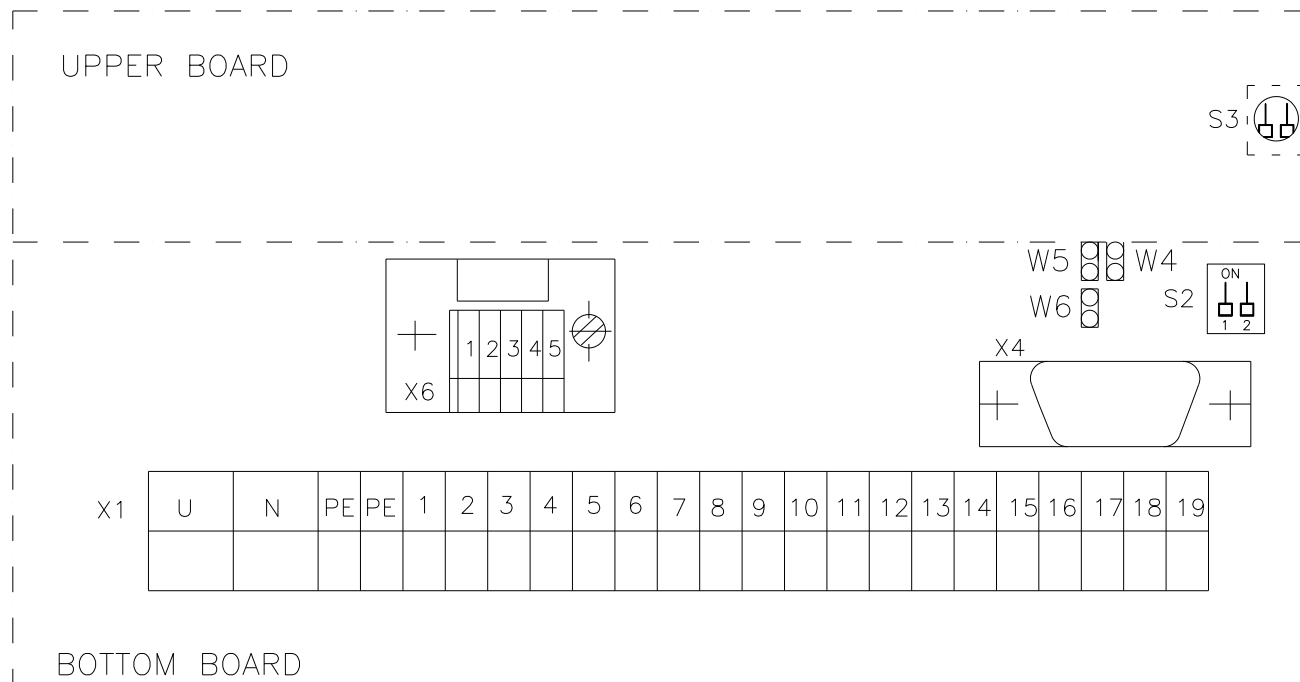 UPPER BOARD
S3
W5 W4
ON
S2
W6
1 2
X4
1 2 3 4 5
X6
X1 U N PE PE 1 2 3 4 5 6 7 8 9 10 11 12 13 14 15 16 17 18 19
BOTTOM BOARD